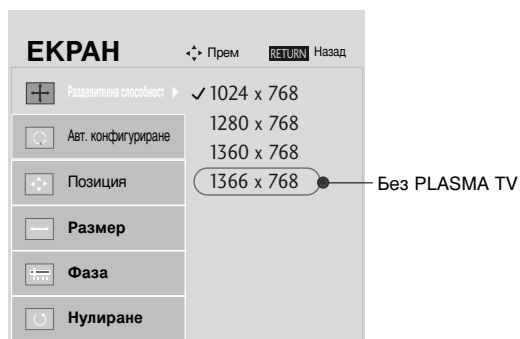 ЕКРАН
Прем RETURN Назад
Разделителна способност
✓ 1024 x 768
1280 x 768
1360 x 768
1366 x 768
Без PLASMA TV
Авт. конфигуриране
Позиция
Размер
Фаза
Нулиране